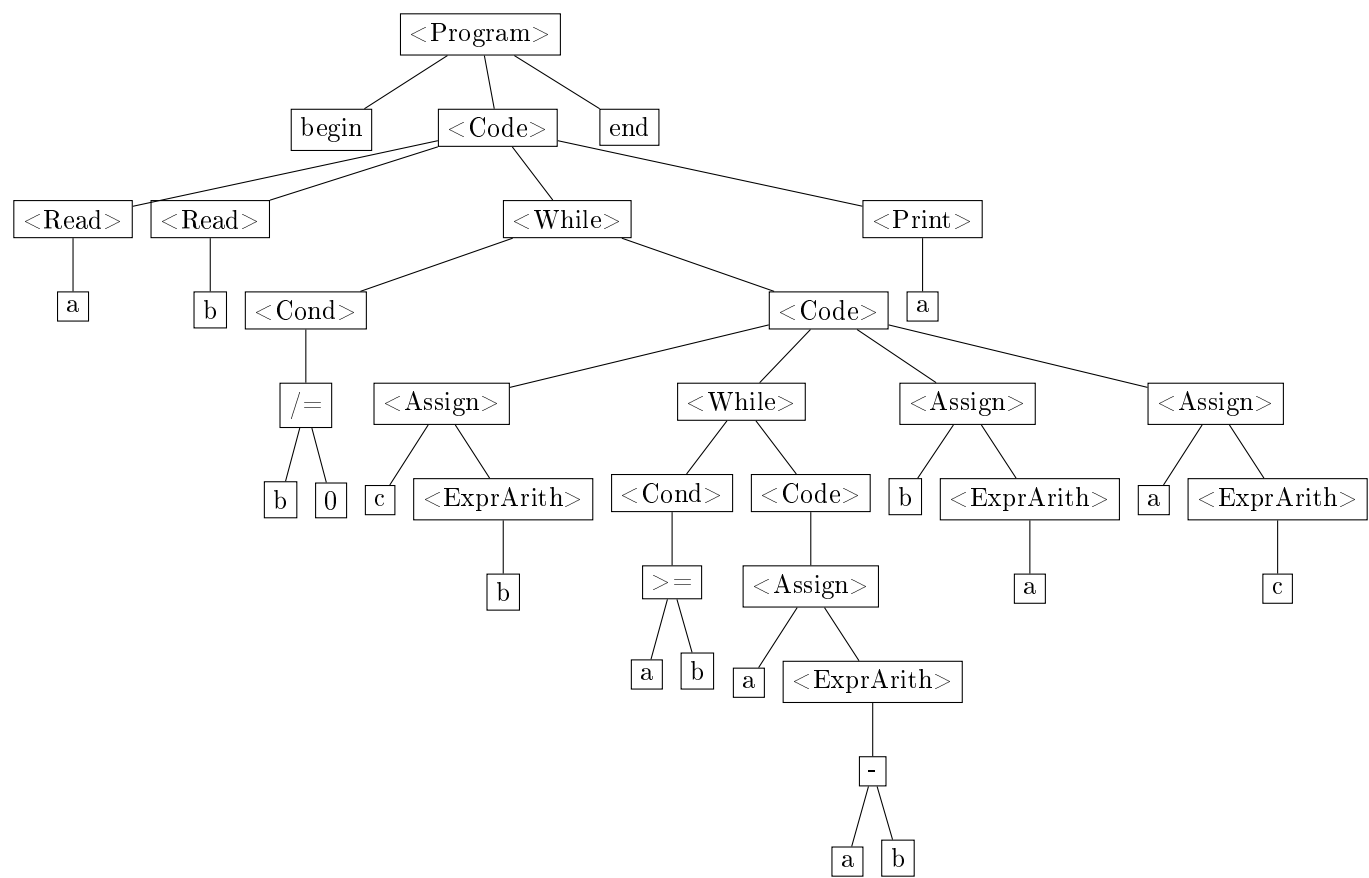 <Program>
begin <Code> end
<Read> <Read> <While> <Print>
a b <Cond> <Code> a
/= <Assign> <While> <Assign> <Assign>
b 0 c <ExprArith> <Cond> <Code> b <ExprArith> a <ExprArith>
b >= <Assign> a c
a b a <ExprArith>
-
a b